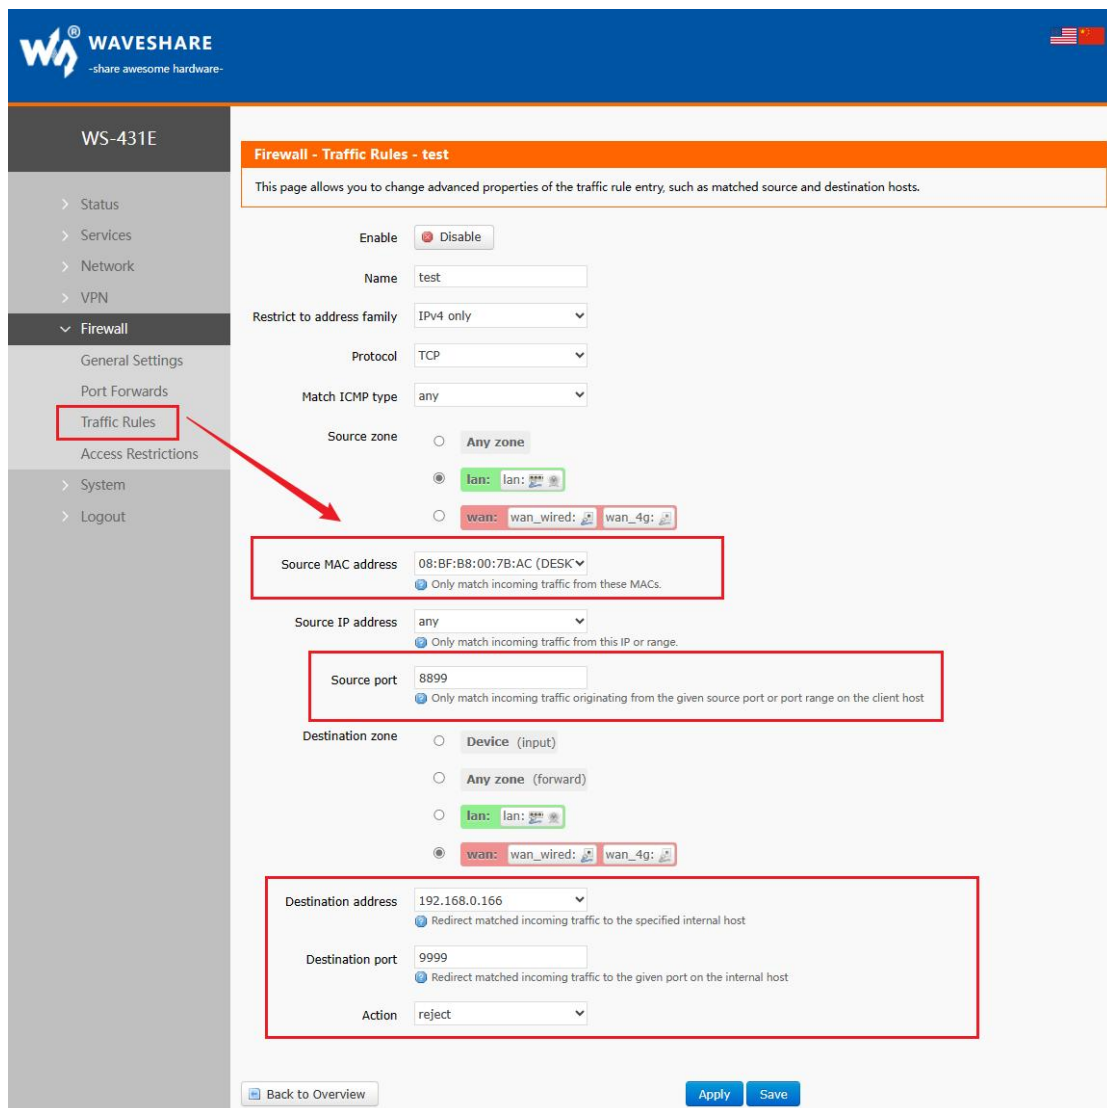 WAVESHARE
-share awesome hardware-
WS-431E
Status
Services
Network
VPN
Firewall
General Settings
Port Forwards
Traffic Rules
Access Restrictions
System
Logout
Firewall - Traffic Rules - test
This page allows you to change advanced properties of the traffic rule entry, such as matched source and destination hosts.
Enable Disable
Name test
Restrict to address family IPv4 only
Protocol TCP
Match ICMP type any
Source zone Any zone
lan: lan:
wan: wan_wired: wan_4g:
Source MAC address 08:BF:B8:00:7B:AC (DESK
Only match incoming traffic from these MACs.
Source IP address any
Only match incoming traffic from this IP or range.
Source port 8899
Only match incoming traffic originating from the given source port or port range on the client host
Destination zone Device (input)
Any zone (forward)
lan: lan:
wan: wan_wired: wan_4g:
Destination address 192.168.0.166
Redirect matched incoming traffic to the specified internal host
Destination port 9999
Redirect matched incoming traffic to the given port on the internal host
Action reject
Back to Overview Apply Save